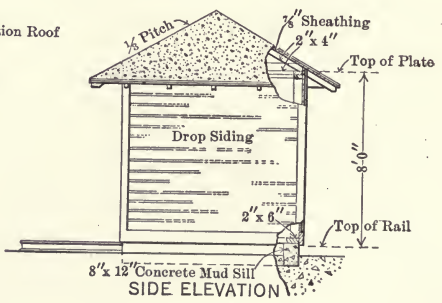 tion Roof
⅓ Pitch
⅞" Sheathing
2" x 4"
Top of Plate
Drop Siding
8'0"
2" x 6"
Top of Rail
8" x 12" Concrete Mud Sill
SIDE ELEVATION